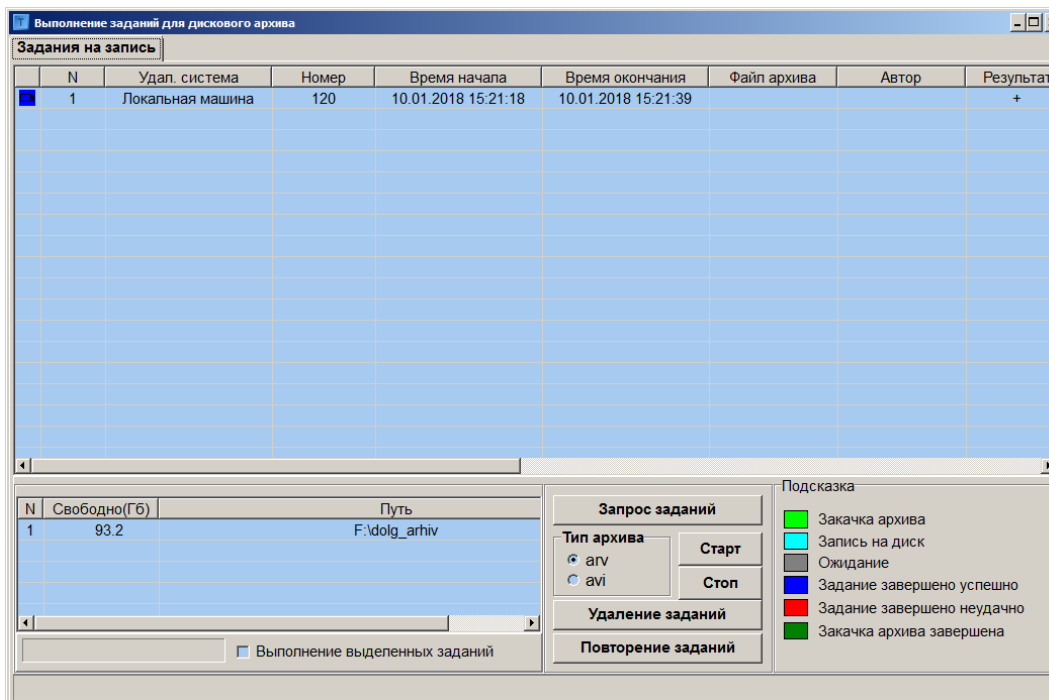 Выполнение заданий для дискового архива
Задания на запись
N Удал. система Номер Время начала Время окончания Файл архива Автор Результат
1 Локальная машина 120 10.01.2018 15:21:18 10.01.2018 15:21:39 +
N Свободно(Гб) Путь
1 93.2 F:\dolg_arhiv
Выполнение выделенных заданий
Запрос заданий
Тип архива
arv
avi
Старт
Стоп
Удаление заданий
Повторение заданий
Подсказка
Закачка архива
Запись на диск
Ожидание
Задание завершено успешно
Задание завершено неудачно
Закачка архива завершена